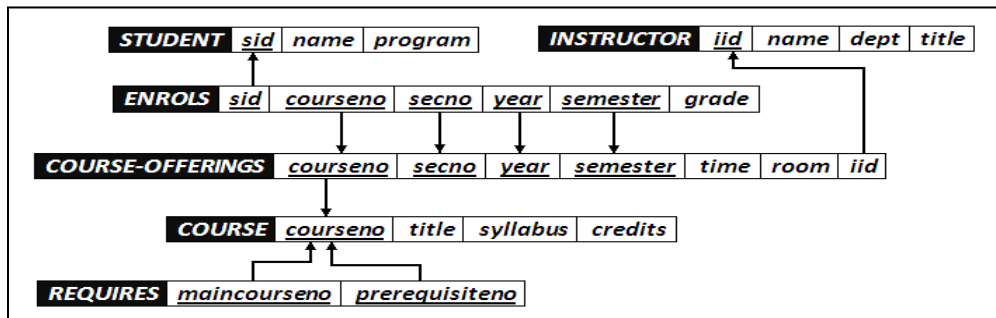 STUDENT sid name program INSTRUCTOR iid name dept title
ENROLS sid courseno secno year semester grade
COURSE-OFFERINGS courseno secno year semester time room iid
COURSE courseno title syllabus credits
REQUIRES maincourseno prerequisiteno